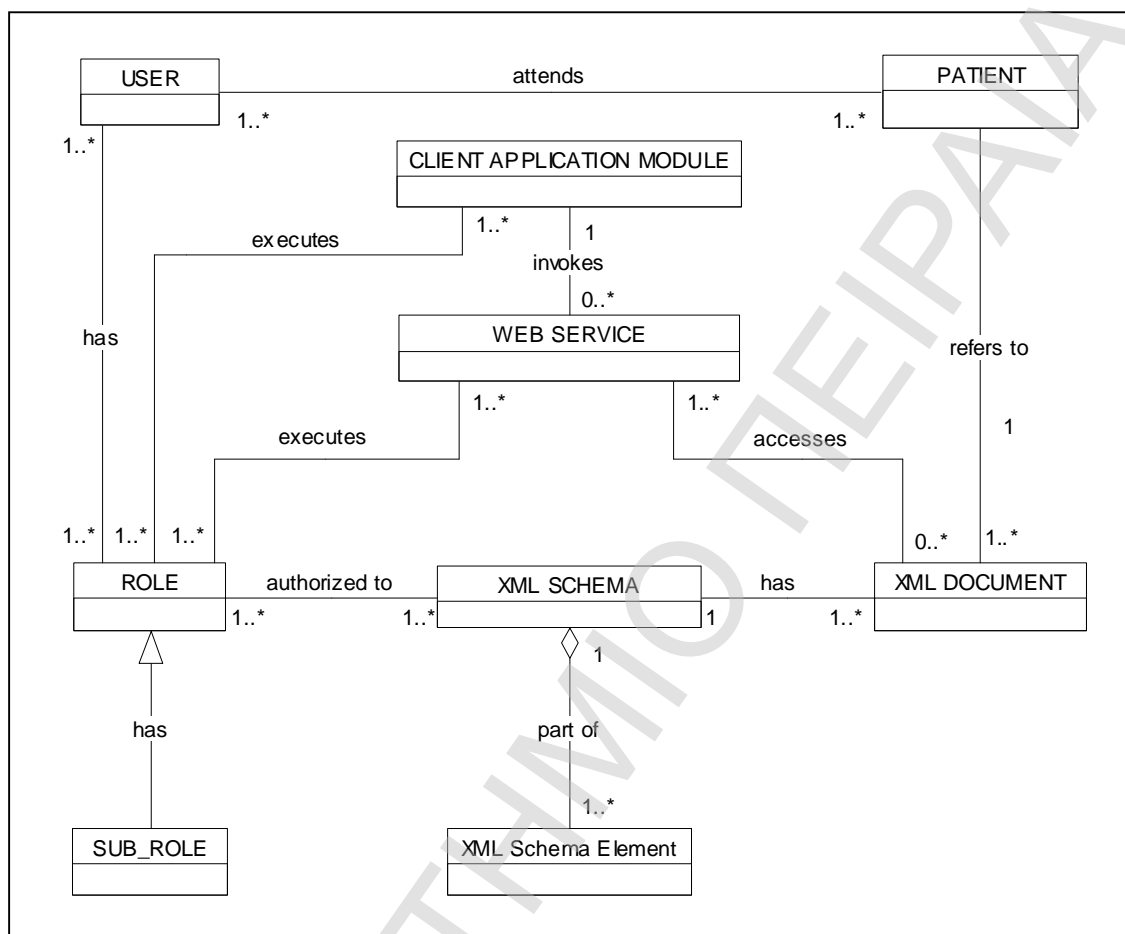 USER
attends
PATIENT
1..*
1..*
1..*
CLIENT APPLICATION MODULE
1..*
1
executes
invokes
0..*
has
WEB SERVICE
refers to
1..*
1..*
executes
accesses
1
1..*
1..*
1..*
0..*
1..*
ROLE
authorized to
XML SCHEMA
has
XML DOCUMENT
1..*
1..*
1
1..*
1
has
part of
1..*
SUB_ROLE
XML Schema Element
ΤΗΜΙΟ ΠΕΙΡΑΙΑ